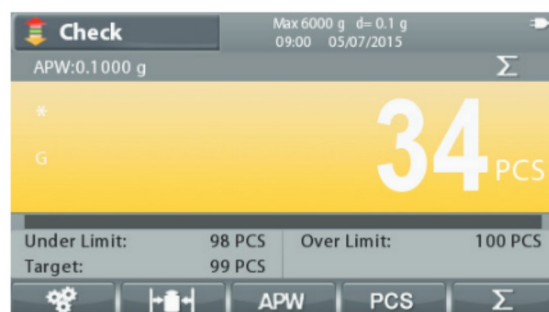 Check
Max 6000 g d= 0.1 g
09:00 05/07/2015
APW:0.1000 g
Σ
*
G
34 PCS
Under Limit: 98 PCS
Over Limit: 100 PCS
Target: 99 PCS
APW
PCS
Σ